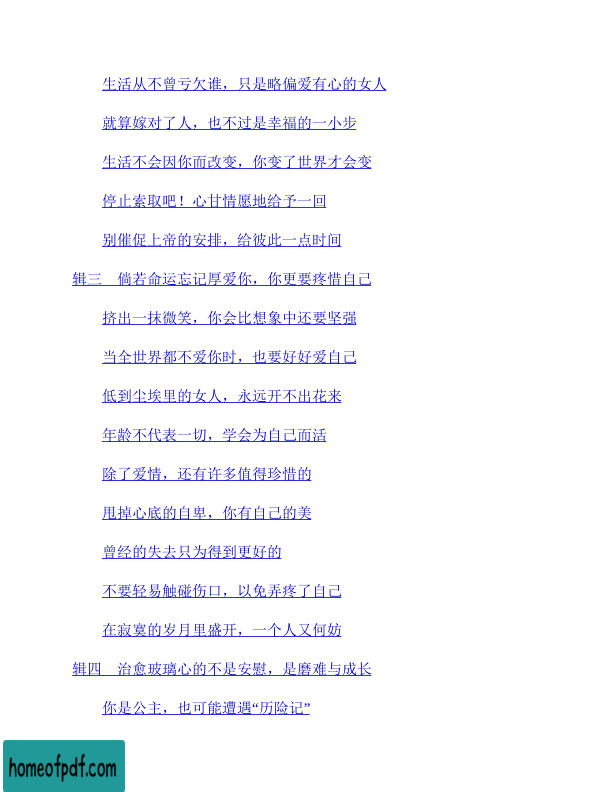 生活从不曾亏欠谁，只是略偏爱有心的女人
就算嫁对了人，也不过是幸福的一小步
生活不会因你而改变，你变了世界才会变
停止索取吧！心甘情愿地给予一回
别催促上帝的安排，给彼此一点时间
辑三　倘若命运忘记厚爱你，你更要疼惜自己
挤出一抹微笑，你会比想象中还要坚强
当全世界都不爱你时，也要好好爱自己
低到尘埃里的女人，永远开不出花来
年龄不代表一切，学会为自己而活
除了爱情，还有许多值得珍惜的
甩掉心底的自卑，你有自己的美
曾经的失去只为得到更好的
不要轻易触碰伤口，以免弄疼了自己
在寂寞的岁月里盛开，一个人又何妨
辑四　治愈玻璃心的不是安慰，是磨难与成长
你是公主，也可能遭遇“历险记”
homeofpdf.com